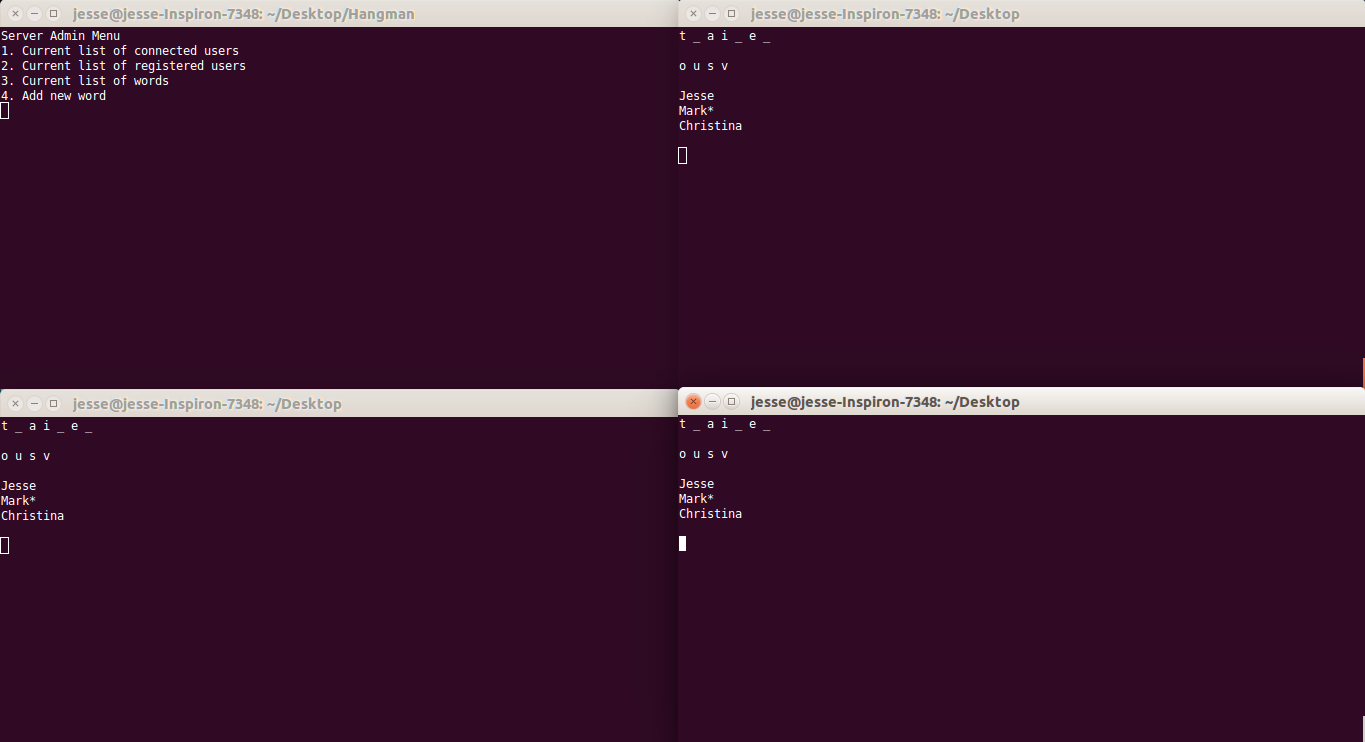 jesse@jesse-Inspiron-7348: ~/Desktop/Hangman
Server Admin Menu
1. Current list of connected users
2. Current list of registered users
3. Current list of words
4. Add new word
jesse@jesse-Inspiron-7348: ~/Desktop
t _ a i _ e _
o u s v
Jesse
Mark*
Christina
jesse@jesse-Inspiron-7348: ~/Desktop
t _ a i _ e _
o u s v
Jesse
Mark*
Christina
jesse@jesse-Inspiron-7348: ~/Desktop
t _ a i _ e _
o u s v
Jesse
Mark*
Christina